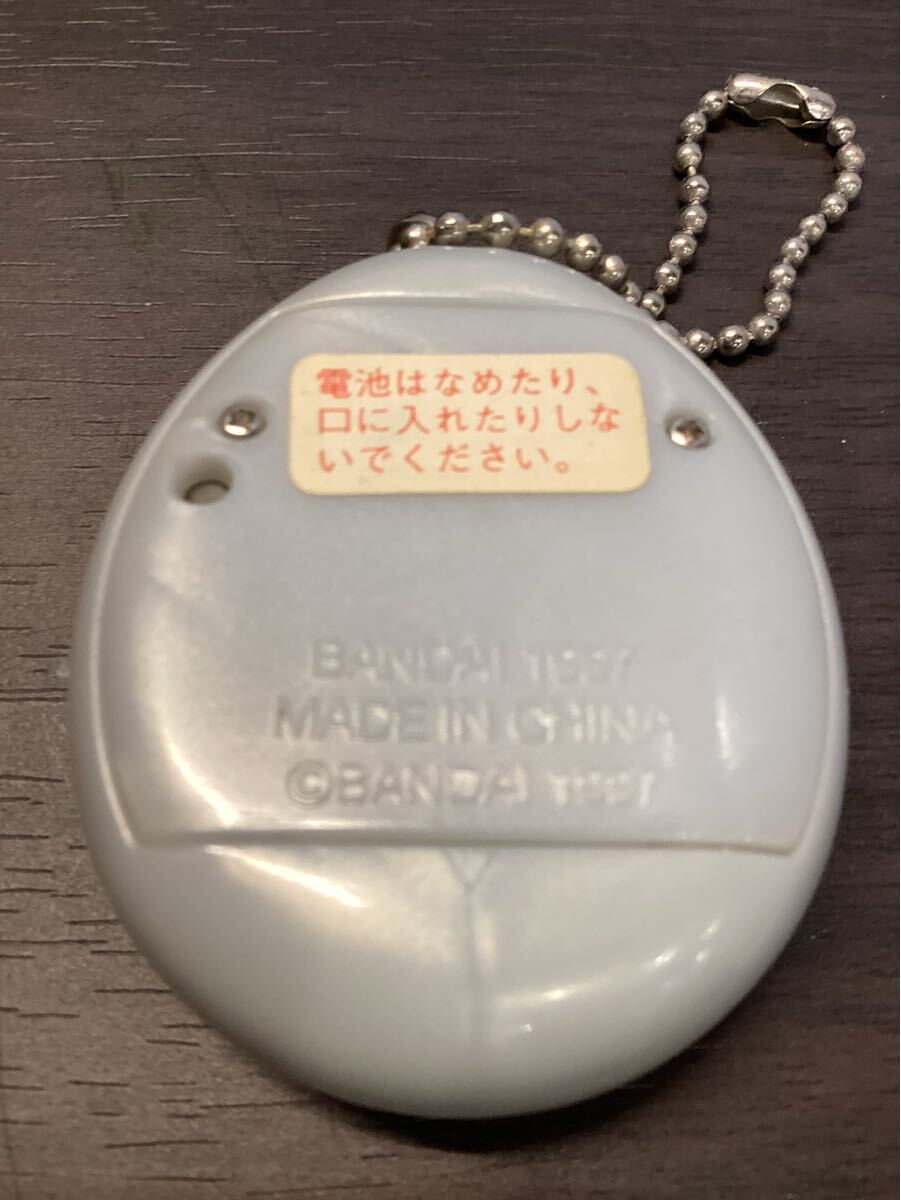 電池はなめたり、
口に入れたりしな
いでください。
BANDAI 1997
MADE IN CHINA
©BANDAI 1997